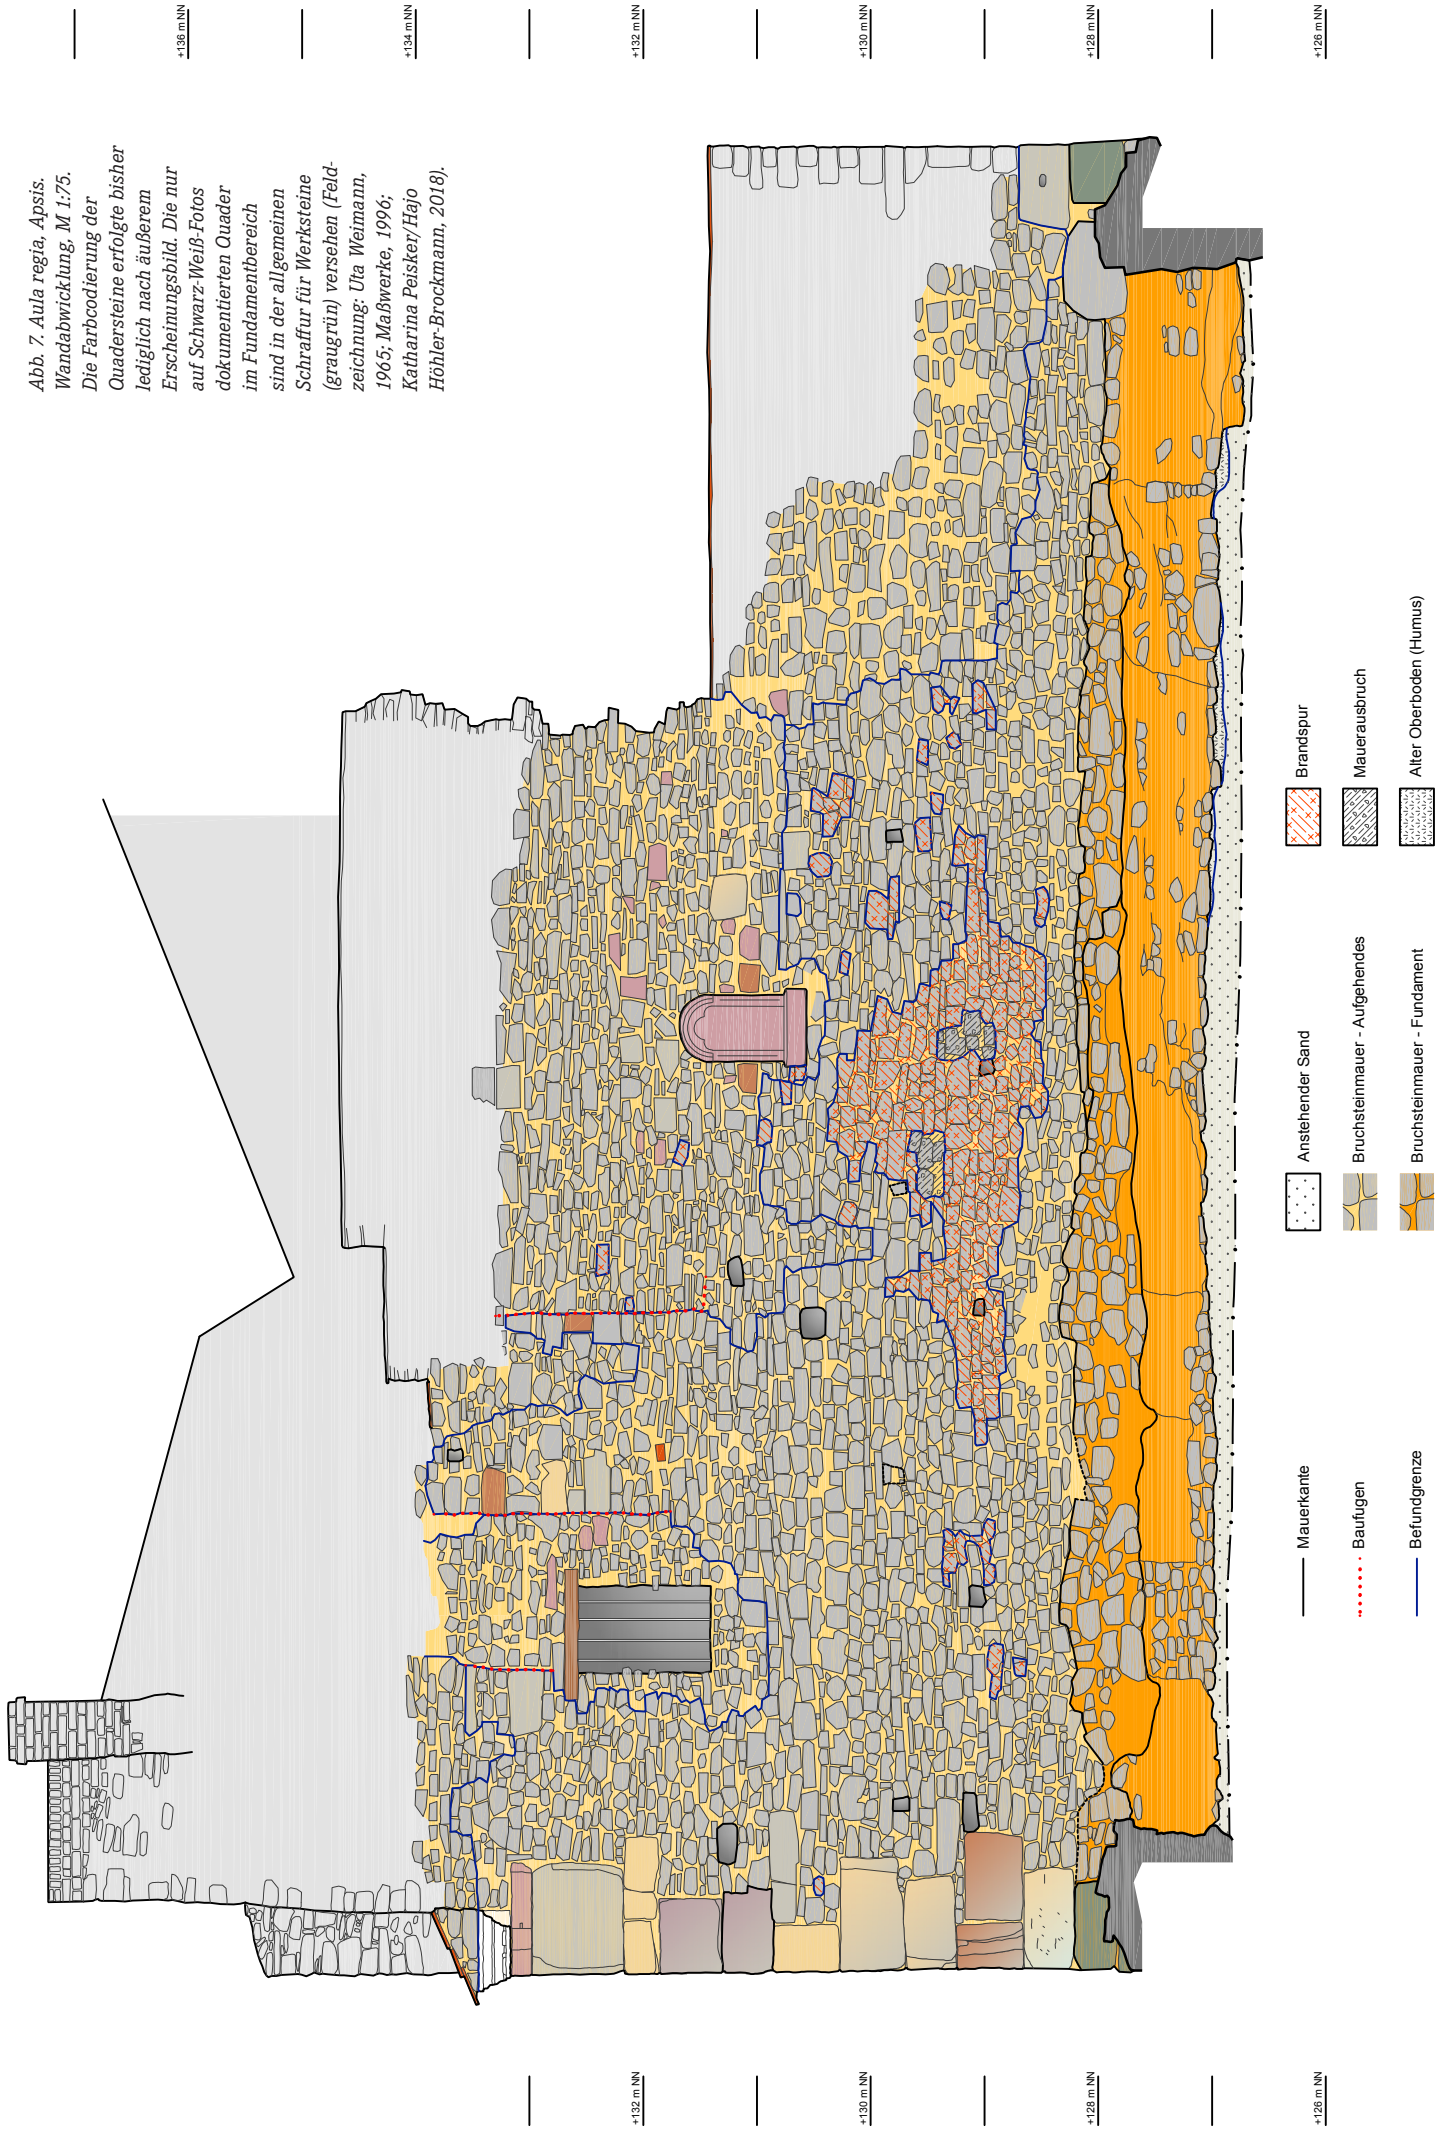 +136 m NN
+134 m NN
+132 m NN
+130 m NN
+128 m NN
+126 m NN
Abb. 7. Aula regia, Apsis.
Wandabwicklung, M 1:75.
Die Farbcodierung der
Quadersteine erfolgte bisher
lediglich nach äußerem
Erscheinungsbild. Die nur
auf Schwarz-Weiß-Fotos
dokumentierten Quader
im Fundamentbereich
sind in der allgemeinen
Schraffur für Werksteine
(graugrün) versehen (Feld-
zeichnung: Uta Weimann,
1965; Maßwerke, 1996;
Katharina Peisker/Hajo
Höhler-Brockmann, 2018).
+132 m NN
+130 m NN
+128 m NN
+126 m NN
Mauerkante
Baufugen
Befundgrenze
Anstehender Sand
Bruchsteinmauer - Aufgehendes
Bruchsteinmauer - Fundament
Brandspur
Mauerausbruch
Alter Oberboden (Humus)